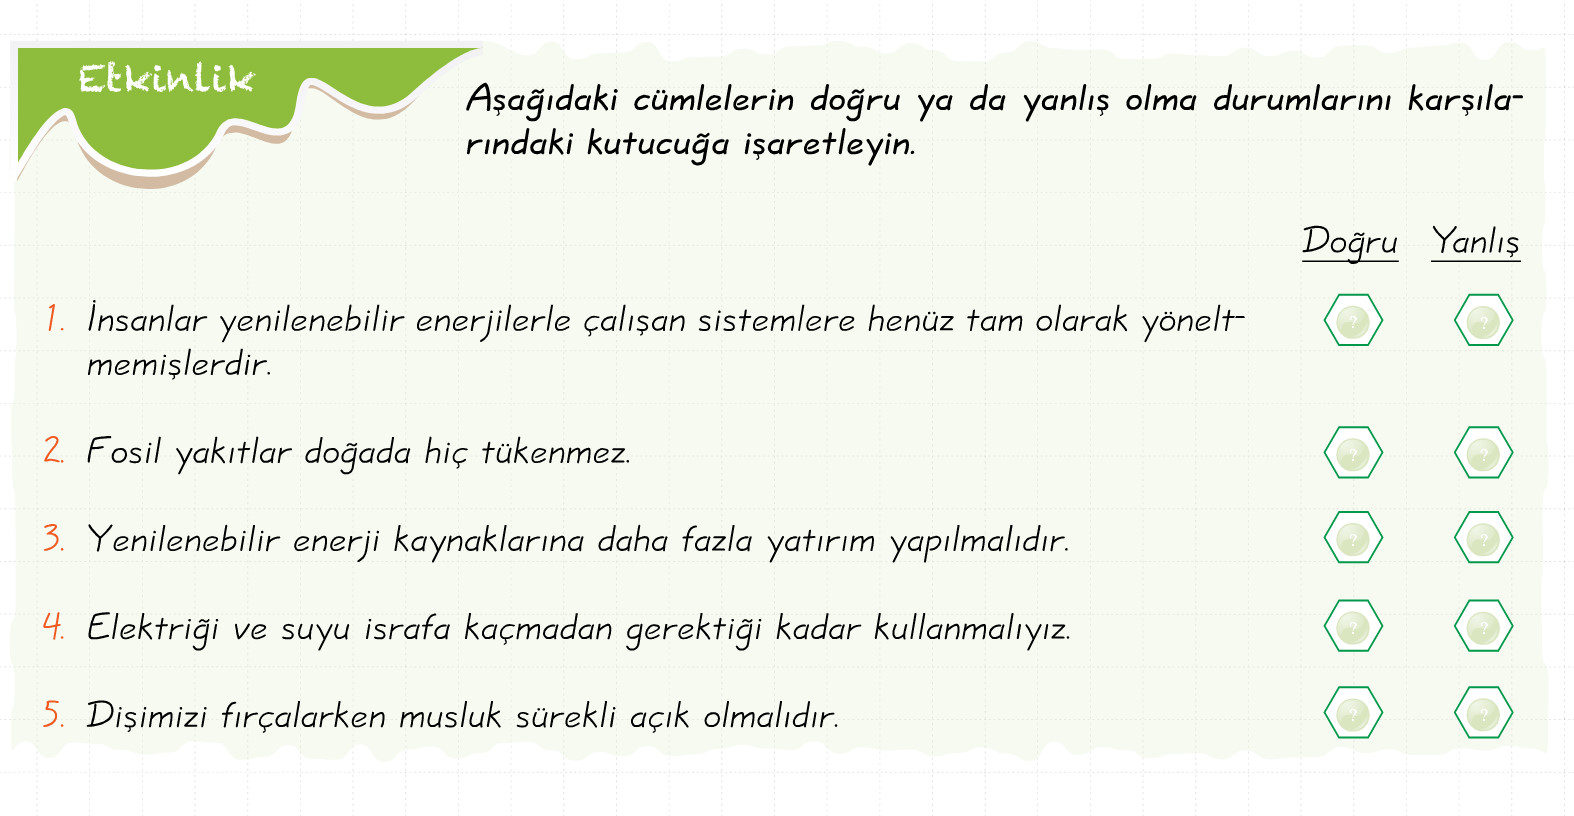 Etkinlik
Aşağıdaki cümlelerin doğru ya da yanlış olma durumlarını karşıla-
rındaki kutucuğa işaretleyin.
Doğru Yanlış
1. İnsanlar yenilenebilir enerjilerle çalışan sistemlere henüz tam olarak yönelt- ? ?
memişlerdir.
2. Fosil yakıtlar doğada hiç tükenmez. ? ?
3. Yenilenebilir enerji kaynaklarına daha fazla yatırım yapılmalıdır. ? ?
4. Elektriği ve suyu israfa kaçmadan gerektiği kadar kullanmalıyız. ? ?
5. Dişimizi fırçalarken musluk sürekli açık olmalıdır. ? ?